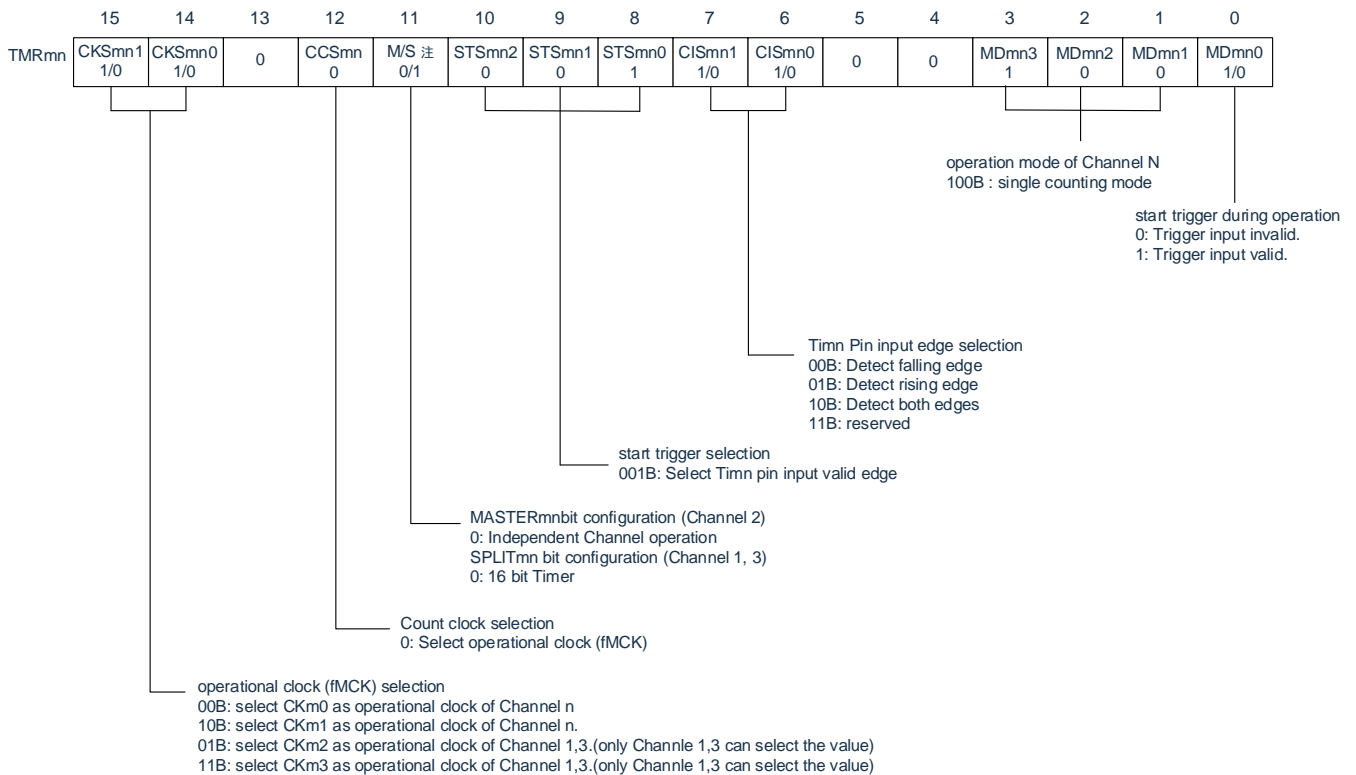 15 14 13 12 11 10 9 8 7 6 5 4 3 2 1 0
TMRmn CKSmn1 CKSmn0 0 CCSmn M/S 注 STSmn2 STSmn1 STSmn0 CISmn1 CISmn0 0 0 MDmn3 MDmn2 MDmn1 MDmn0
1/0 1/0 0 0/1 0 0 1 1/0 1/0 1 0 0 1/0
operation mode of Channel N
100B : single counting mode
start trigger during operation
0: Trigger input invalid.
1: Trigger input valid.
Timn Pin input edge selection
00B: Detect falling edge
01B: Detect rising edge
10B: Detect both edges
11B: reserved
start trigger selection
001B: Select Timn pin input valid edge
MASTERmnbit configuration (Channel 2)
0: Independent Channel operation
SPLITmn bit configuration (Channel 1, 3)
0: 16 bit Timer
Count clock selection
0: Select operational clock (fMCK)
operational clock (fMCK) selection
00B: select CKm0 as operational clock of Channel n
10B: select CKm1 as operational clock of Channel n.
01B: select CKm2 as operational clock of Channel 1,3.(only Channle 1,3 can select the value)
11B: select CKm3 as operational clock of Channel 1,3.(only Channle 1,3 can select the value)